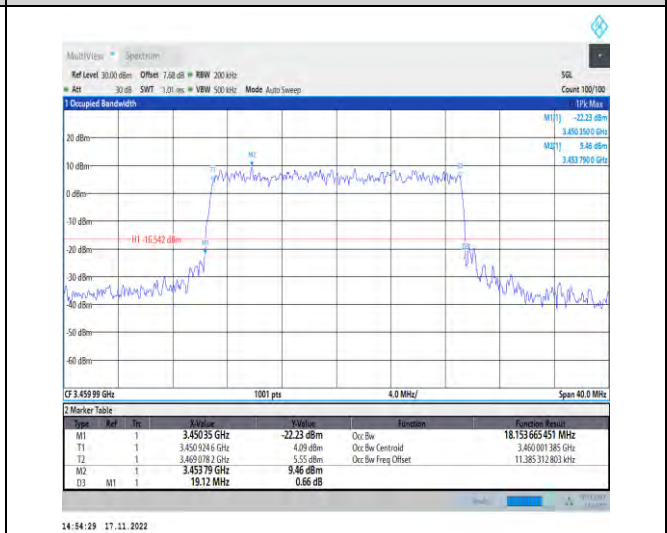 MultiView Spectrum
Ref Level 30.00 dBm Offset 7.68 dB RBW 200 kHz SGL
Att 30 dB SWT 1.01 ms VBW 500 kHz Mode Auto Sweep Count 100/100
1 Occupied Bandwidth 1Pk Max
M1[1] -22.23 dBm
3.450 350 0 GHz
M2[1] 9.46 dBm
3.453 790 0 GHz
20 dBm
M2
10 dBm
T1
0 dBm
-10 dBm
H1 -16.542 dBm
M1
-20 dBm
-30 dBm
-40 dBm
-50 dBm
-60 dBm
CF 3.459 99 GHz 1001 pts 4.0 MHz/ Span 40.0 MHz
2 Marker Table
Type Ref Trc X-Value Y-Value Function Function Result
M1 1 3.45035 GHz -22.23 dBm Occ Bw 18.153 665 451 MHz
T1 1 3.450 924 6 GHz 4.09 dBm Occ Bw Centroid 3.460 001 385 GHz
T2 1 3.469 078 2 GHz 5.55 dBm Occ Bw Freq Offset 11.385 312 803 kHz
M2 1 3.45379 GHz 9.46 dBm
D3 M1 1 19.12 MHz 0.66 dB
14:54:29 17.11.2022